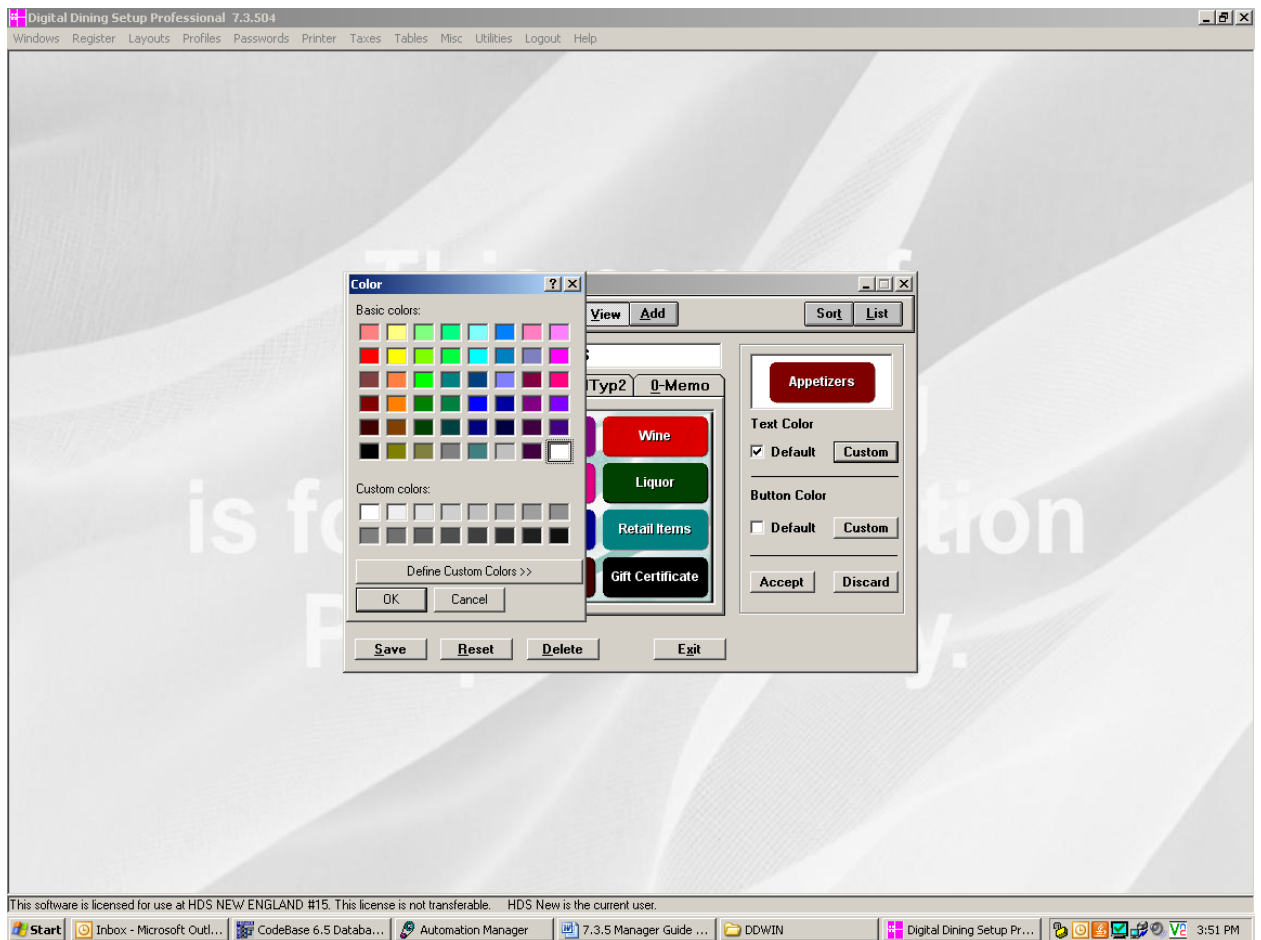 Digital Dining Setup Professional 7.3.504
Windows Register Layouts Profiles Passwords Printer Taxes Tables Misc Utilities Logout Help
Color
Basic colors:
Custom colors:
Define Custom Colors >>
OK Cancel
View Add Sort List
Typ2 0-Memo
Wine
Liquor
Retail Items
Gift Certificate
Appetizers
Text Color
Default Custom
Button Color
Default Custom
Accept Discard
Save Reset Delete Exit
is fo tion
This software is licensed for use at HDS NEW ENGLAND #15. This license is not transferable. HDS New is the current user.
Start Inbox - Microsoft Outl... CodeBase 6.5 Databa... Automation Manager 7.3.5 Manager Guide ... DDWIN Digital Dining Setup Pr... 3:51 PM